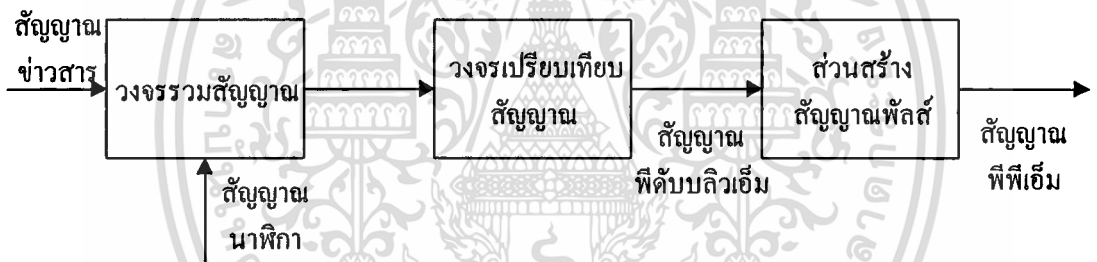 สัญญาณ
ข่าวสาร
วงจรรวมสัญญาณ
สัญญาณ
นาฬิกา
วงจรเปรียบเทียบ
สัญญาณ
สัญญาณ
พีดับบลิวเอ็ม
ส่วนสร้าง
สัญญาณพัลส์
สัญญาณ
พีพีเอ็ม